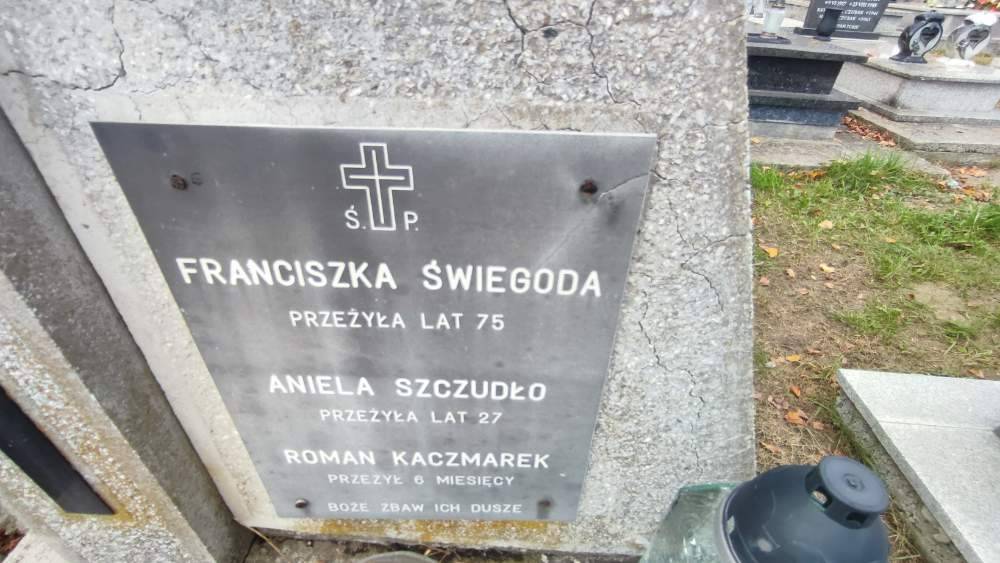 Ś. P.
FRANCISZKA ŚWIEGODA
PRZEŻYŁA LAT 75
ANIELA SZCZUDŁO
PRZEŻYŁA LAT 27
ROMAN KACZMAREK
PRZEŻYŁ 6 MIESIĘCY
BOŻE ZBAW ICH DUSZE